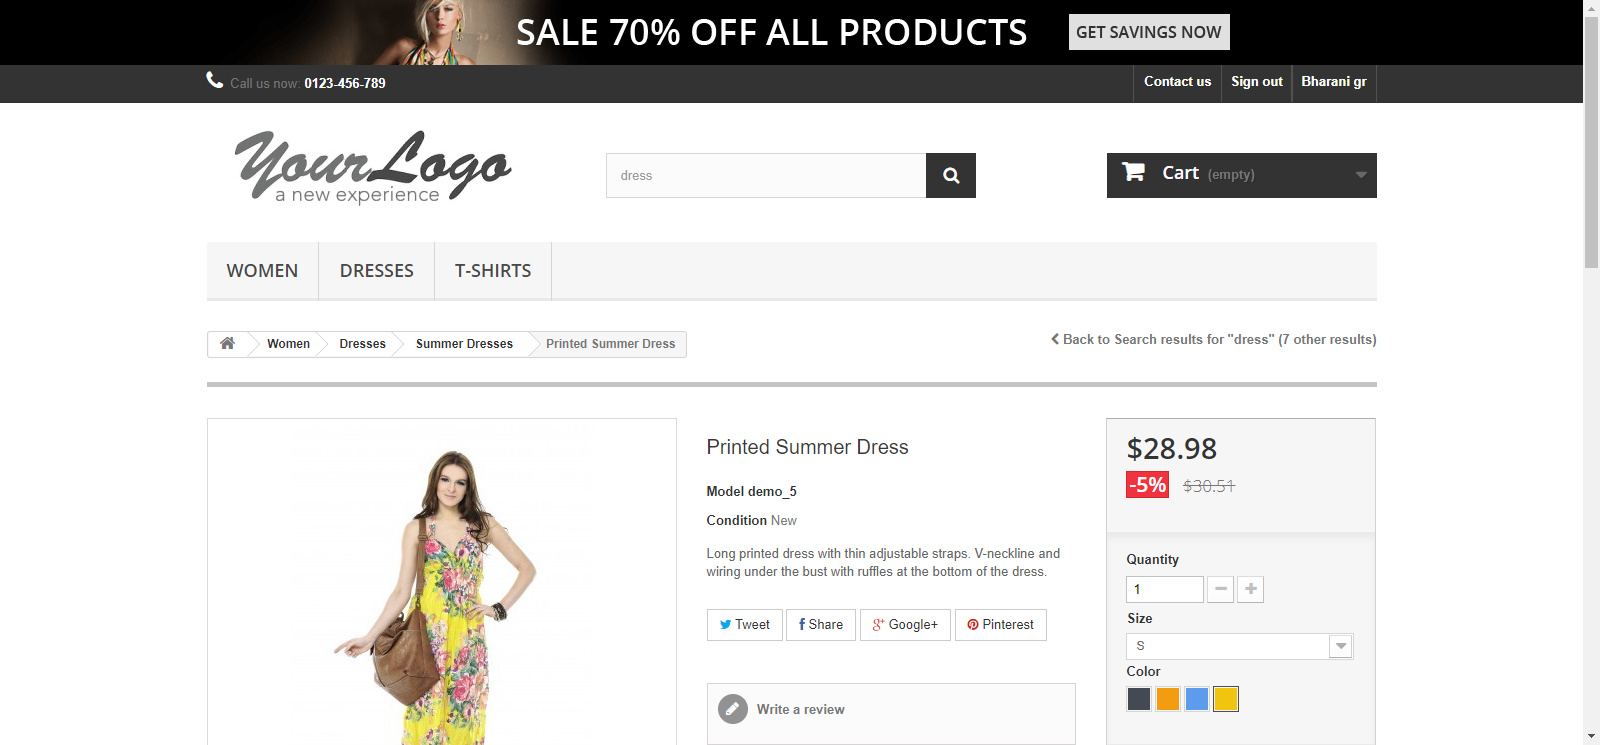 SALE 70% OFF ALL PRODUCTS GET SAVINGS NOW
Call us now: 0123-456-789 Contact us Sign out Bharani gr
YourLogo
a new experience
dress
Cart (empty)
WOMEN DRESSES T-SHIRTS
Women Dresses Summer Dresses Printed Summer Dress
Back to Search results for "dress" (7 other results)
Printed Summer Dress
Model demo_5
Condition New
Long printed dress with thin adjustable straps. V-neckline and
wiring under the bust with ruffles at the bottom of the dress.
Tweet Share Google+ Pinterest
Write a review
$28.98
-5% $30.51
Quantity
1
Size
S
Color